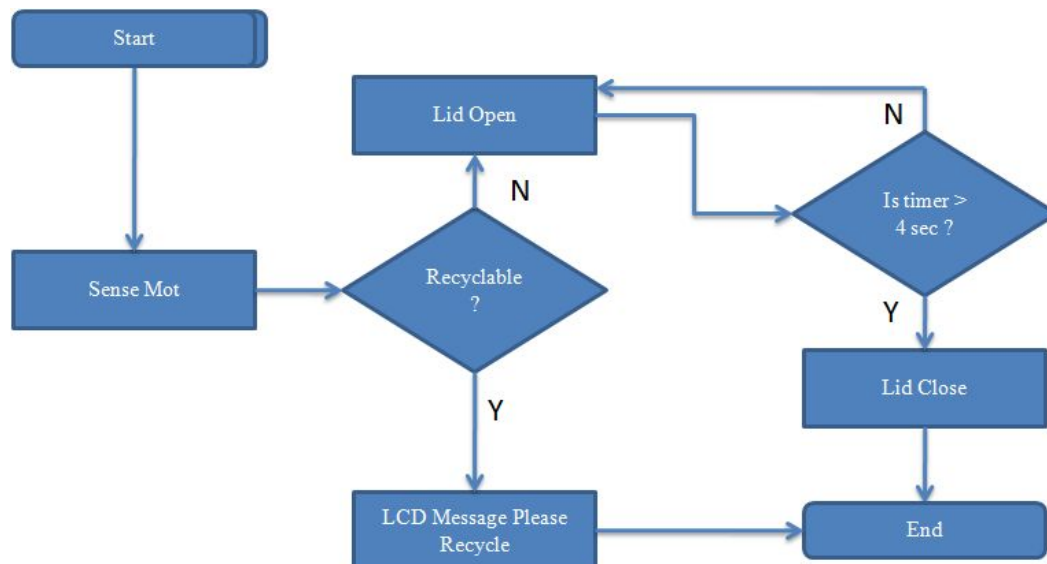 Start
Lid Open
N
Is timer >
4 sec ?
N
Sense Mot
Recyclable
?
Y
Y
Lid Close
LCD Message Please
Recycle
End